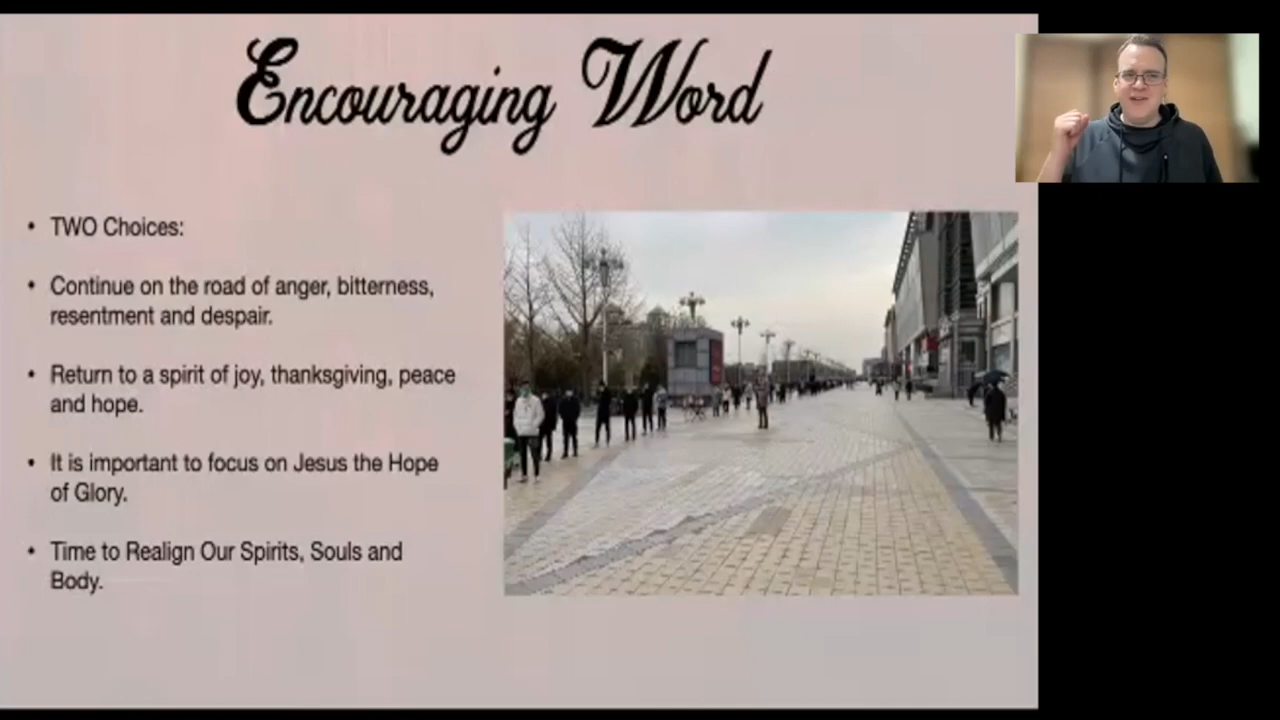 Encouraging Word
• TWO Choices:
• Continue on the road of anger, bitterness,
resentment and despair.
• Return to a spirit of joy, thanksgiving, peace
and hope.
• It is important to focus on Jesus the Hope
of Glory.
• Time to Realign Our Spirits, Souls and
Body.